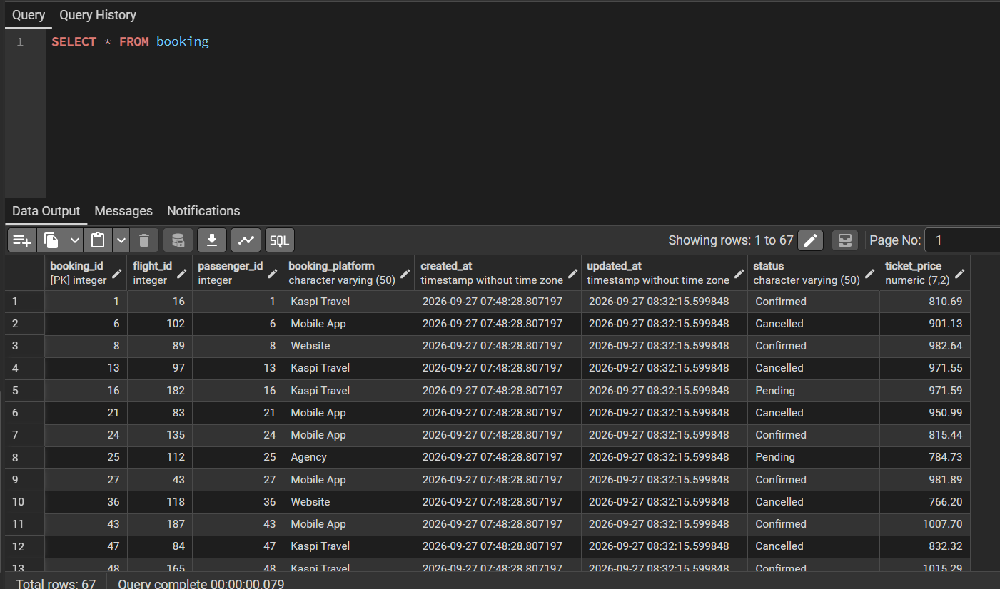 Query Query History
1 SELECT * FROM booking
Data Output Messages Notifications
SQL Showing rows: 1 to 67 Page No: 1
booking_id flight_id passenger_id booking_platform created_at updated_at status ticket_price
[PK] integer integer integer character varying (50) timestamp without time zone timestamp without time zone character varying (50) numeric (7,2)
1 1 16 1 Kaspi Travel 2026-09-27 07:48:28.807197 2026-09-27 08:32:15.599848 Confirmed 810.69
2 6 102 6 Mobile App 2026-09-27 07:48:28.807197 2026-09-27 08:32:15.599848 Cancelled 901.13
3 8 89 8 Website 2026-09-27 07:48:28.807197 2026-09-27 08:32:15.599848 Confirmed 982.64
4 13 97 13 Kaspi Travel 2026-09-27 07:48:28.807197 2026-09-27 08:32:15.599848 Cancelled 971.55
5 16 182 16 Kaspi Travel 2026-09-27 07:48:28.807197 2026-09-27 08:32:15.599848 Pending 971.59
6 21 83 21 Mobile App 2026-09-27 07:48:28.807197 2026-09-27 08:32:15.599848 Cancelled 950.99
7 24 135 24 Mobile App 2026-09-27 07:48:28.807197 2026-09-27 08:32:15.599848 Confirmed 815.44
8 25 112 25 Agency 2026-09-27 07:48:28.807197 2026-09-27 08:32:15.599848 Pending 784.73
9 27 43 27 Mobile App 2026-09-27 07:48:28.807197 2026-09-27 08:32:15.599848 Confirmed 981.89
10 36 118 36 Website 2026-09-27 07:48:28.807197 2026-09-27 08:32:15.599848 Cancelled 766.20
11 43 187 43 Mobile App 2026-09-27 07:48:28.807197 2026-09-27 08:32:15.599848 Confirmed 1007.70
12 47 84 47 Kaspi Travel 2026-09-27 07:48:28.807197 2026-09-27 08:32:15.599848 Cancelled 832.32
13 48 165 48 Kaspi Travel 2026-09-27 07:48:28.807197 2026-09-27 08:32:15.599848 Confirmed 1015.29
Total rows: 67 Query complete 00:00:00.079